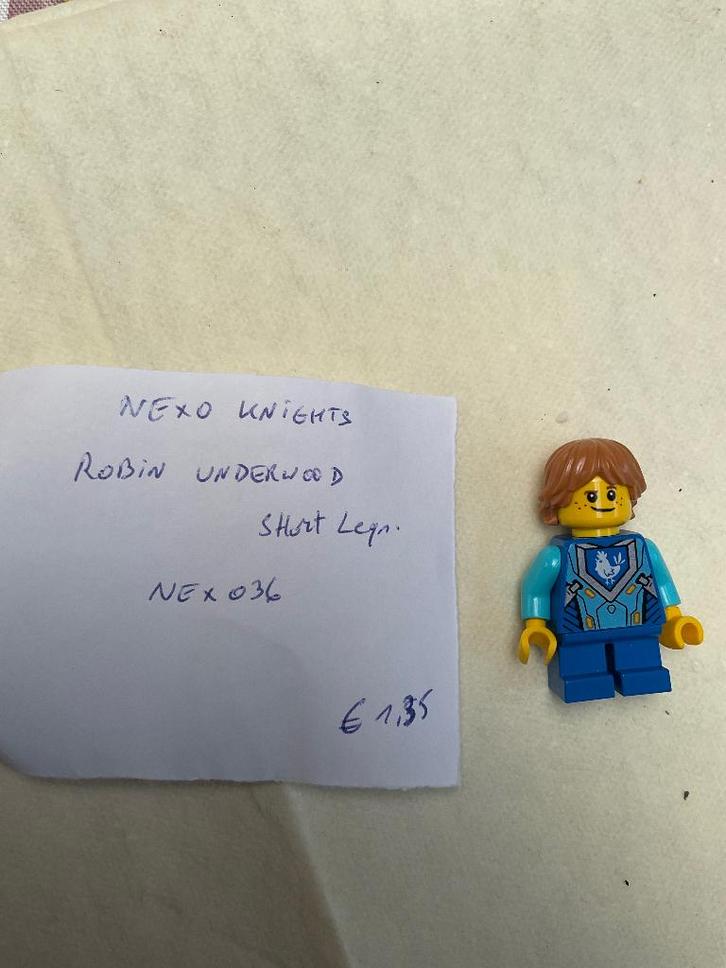 NEXO KNIGHTS
ROBIN UNDERWOOD
SHort Legs.
NEX036
€ 1,35